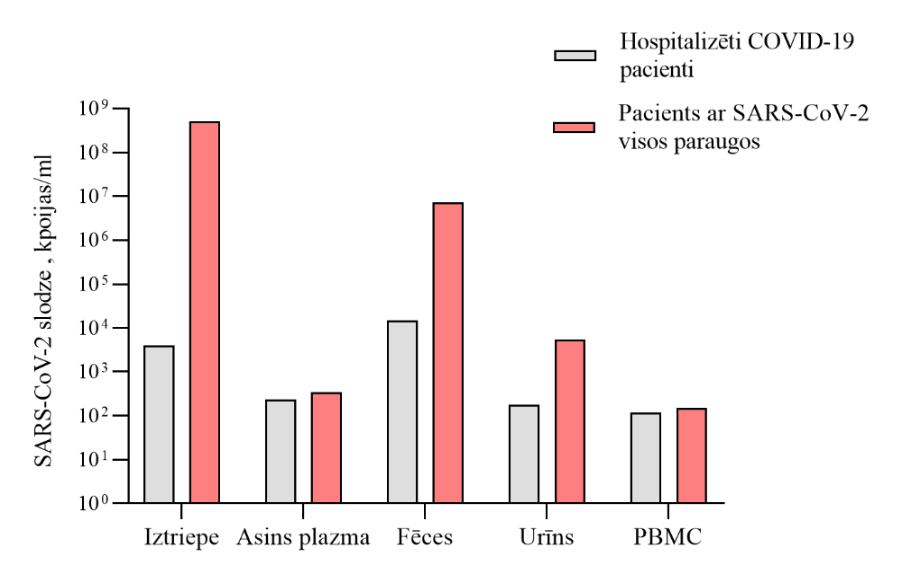 Hospitalizēti COVID-19
pacienti
Pacients ar SARS-CoV-2
visos paraugos
SARS-CoV-2 slodze , kpoijas/ml
10⁹
10⁸
10⁷
10⁶
10⁵
10⁴
10³
10²
10¹
10⁰
Iztriepe Asins plazma Fēces Urīns PBMC